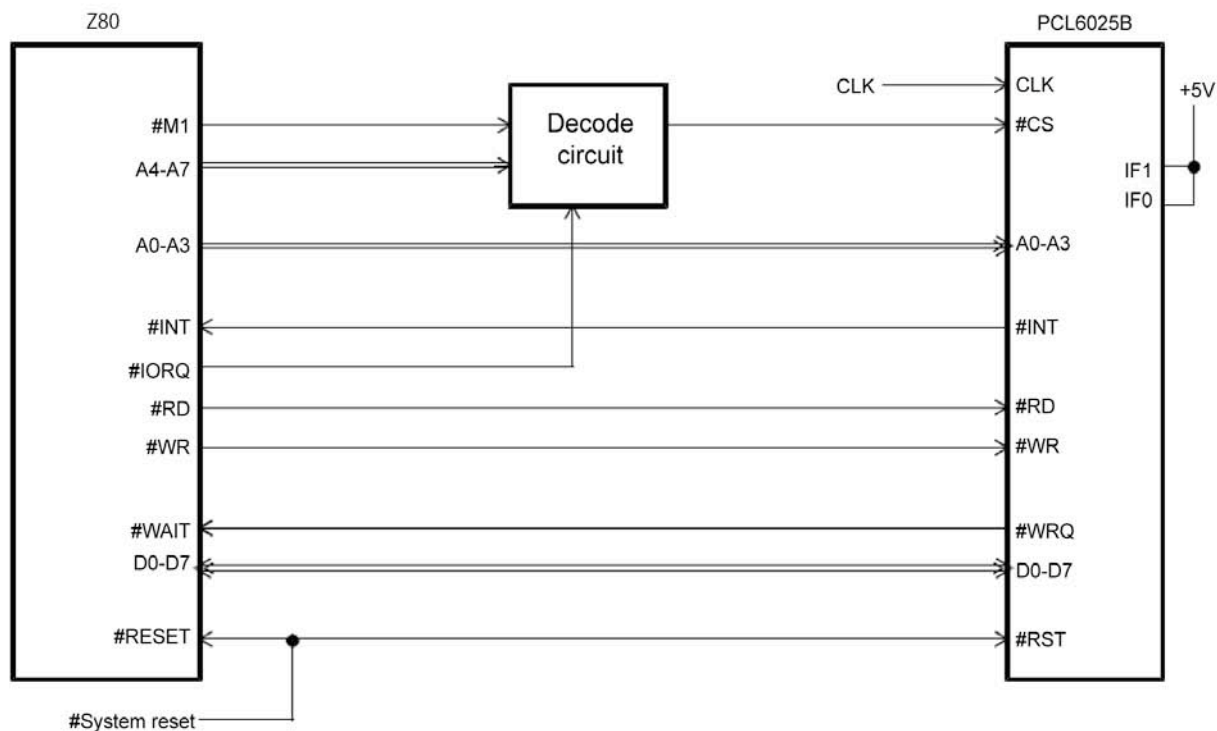 Z80
PCL6025B
CLK
CLK
+5V
#M1
Decode
circuit
#CS
A4-A7
IF1
IF0
A0-A3
A0-A3
#INT
#INT
#IORQ
#RD
#RD
#WR
#WR
#WAIT
#WRQ
D0-D7
D0-D7
#RESET
#RST
#System reset